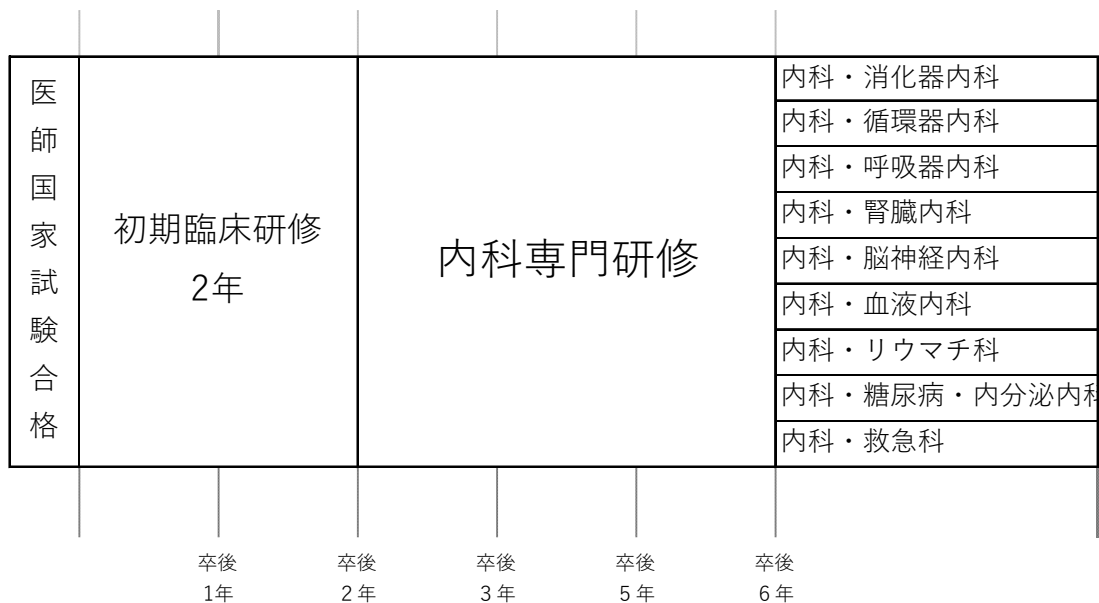 医師国家試験合格
初期臨床研修
2年
内科専門研修
内科・消化器内科
内科・循環器内科
内科・呼吸器内科
内科・腎臓内科
内科・脳神経内科
内科・血液内科
内科・リウマチ科
内科・糖尿病・内分泌内科
内科・救急科
卒後
1年
卒後
2年
卒後
3年
卒後
5年
卒後
6年